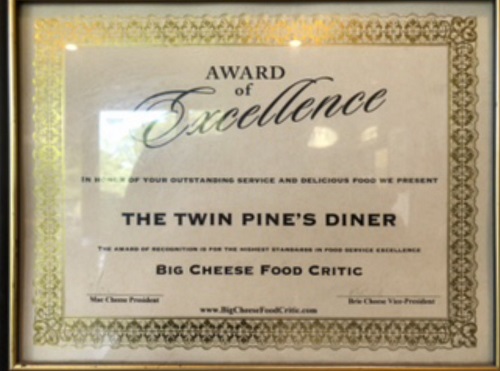 AWARD
of
Excellence
IN HONOR OF YOUR OUTSTANDING SERVICE AND DELICIOUS FOOD WE PRESENT
THE TWIN PINE'S DINER
THE AWARD OF RECOGNITION IS FOR THE HIGHEST STANDARDS IN FOOD SERVICE EXCELLENCE
BIG CHEESE FOOD CRITIC
Mac Cheese President
Brie Cheese Vice-President
www.BigCheeseFoodCritic.com